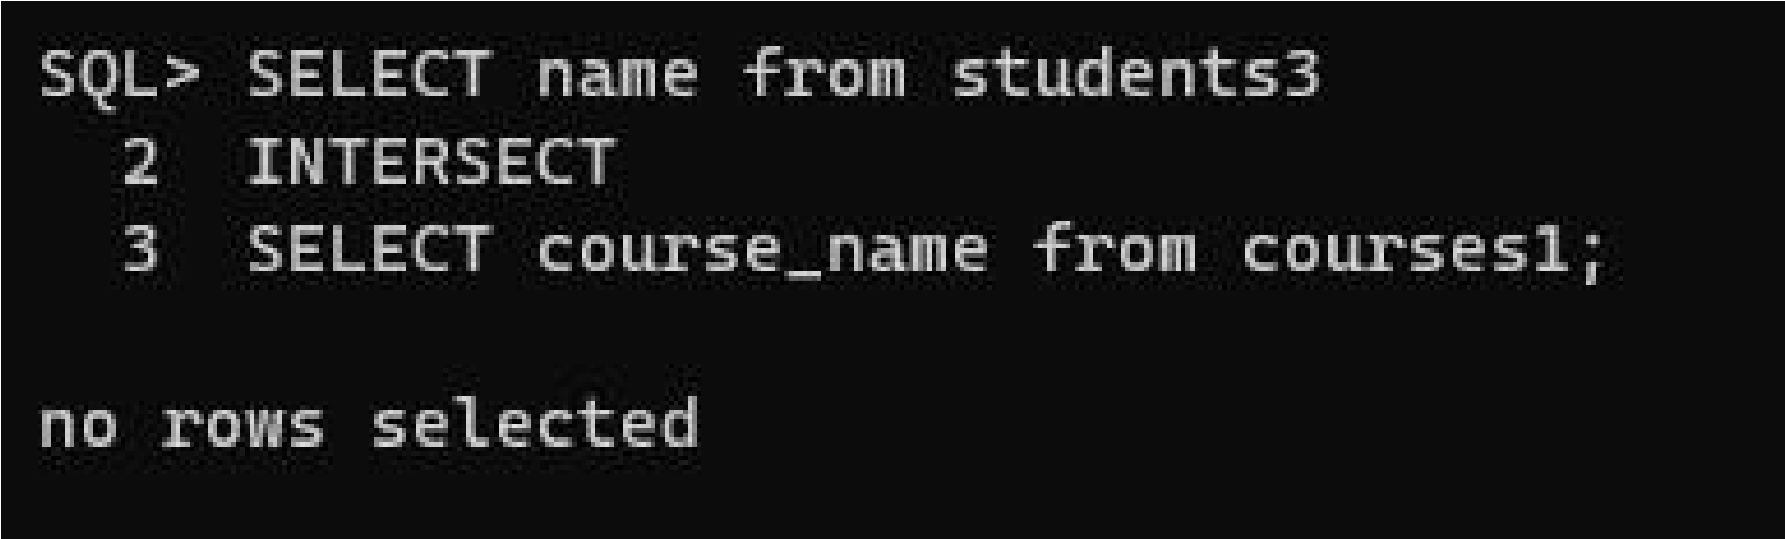 SQL> SELECT name from students3
2 INTERSECT
3 SELECT course_name from courses1;
no rows selected